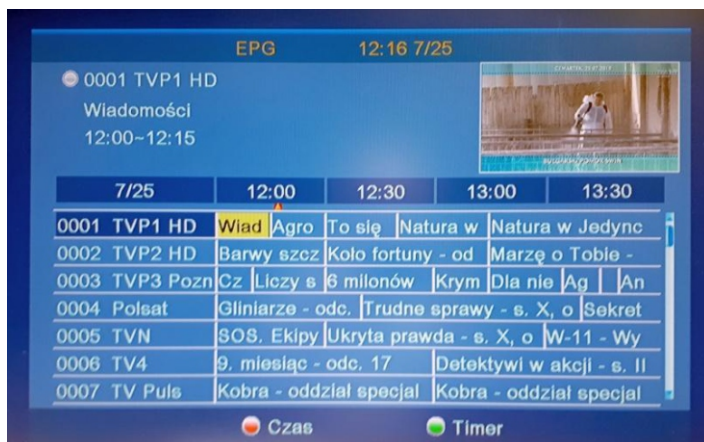 EPG 12:16 7/25
0001 TVP1 HD
Wiadomości
12:00~12:15
7/25 12:00 12:30 13:00 13:30
0001 TVP1 HD Wiad Agro To się Natura w Natura w Jedync
0002 TVP2 HD Barwy szcz Koło fortuny - od Marzę o Tobie -
0003 TVP3 Pozn Cz Liczy s 6 milonów Krym Dla nie Ag An
0004 Polsat Gliniarze - odc. Trudne sprawy - s. X, o Sekret
0005 TVN SOS. Ekipy Ukryta prawda - s. X, o W-11 - Wy
0006 TV4 9. miesiąc - odc. 17 Detektywi w akcji - s. II
0007 TV Puls Kobra - oddział specjal Kobra - oddział specjal
Czas Timer